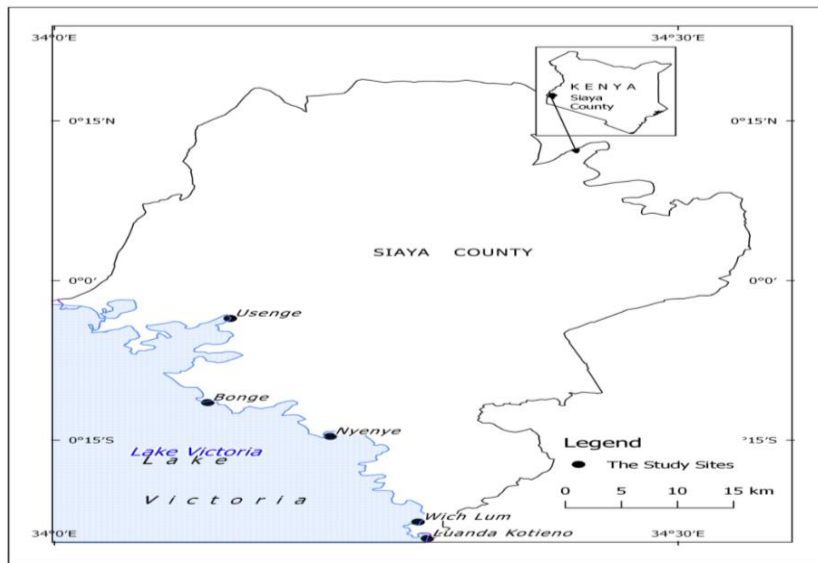 34°0′E
34°30′E
KENYA
Siaya
County
0°15′N
0°15′N
SIAYA COUNTY
0°0′
0°0′
Usenge
Bonge
Nyenye
0°15′S
°15′S
Lake Victoria
Lake
Victoria
Legend
The Study Sites
0 5 10 15 km
Wich Lum
Luanda Kotieno
34°0′E
34°30′E